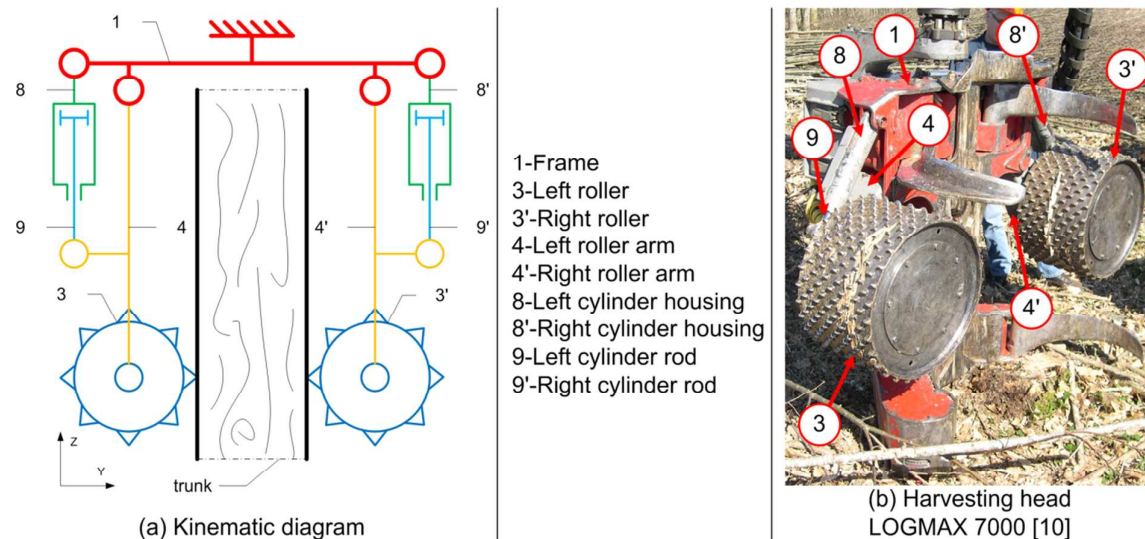 1
8
8'
9
4
4'
9'
3
3'
Z
Y
trunk
(a) Kinematic diagram
1-Frame
3-Left roller
3'-Right roller
4-Left roller arm
4'-Right roller arm
8-Left cylinder housing
8'-Right cylinder housing
9-Left cylinder rod
9'-Right cylinder rod
8
1
8'
3'
9
4
4'
3
(b) Harvesting head
LOGMAX 7000 [10]